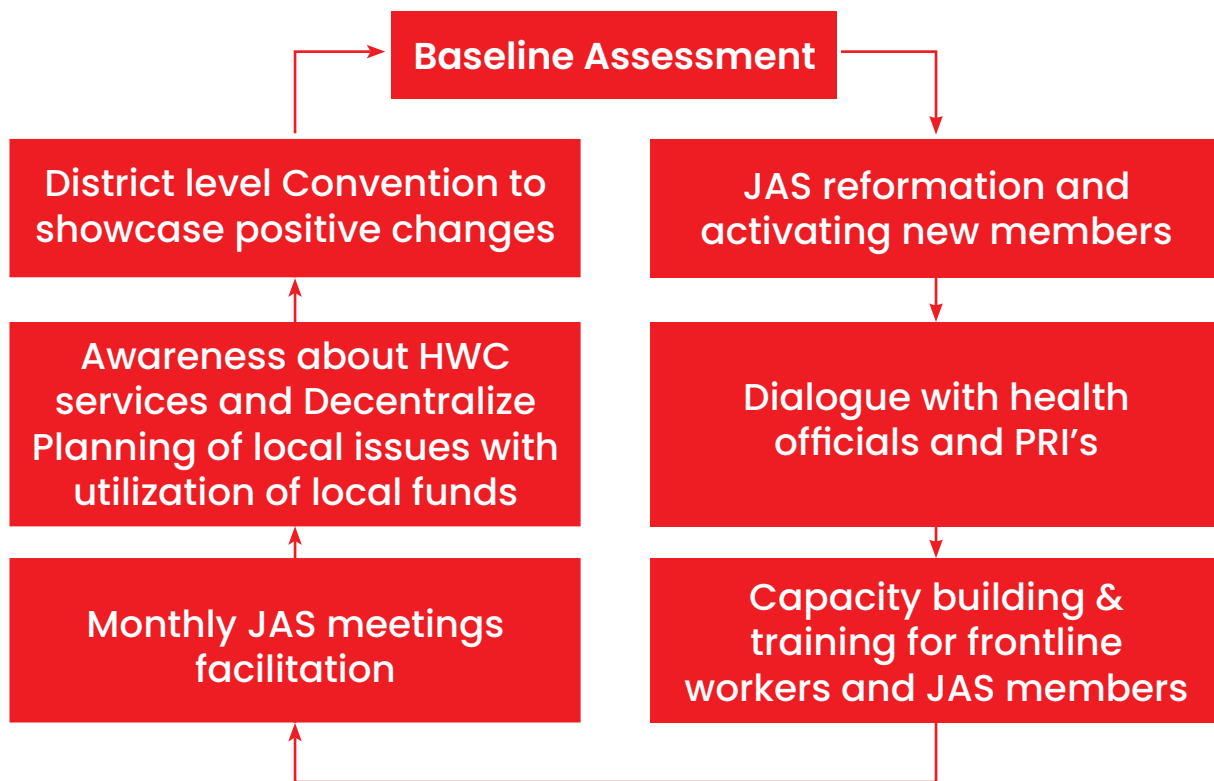 Baseline Assessment
JAS reformation and
activating new members
Dialogue with health
officials and PRI’s
Capacity building &
training for frontline
workers and JAS members
Monthly JAS meetings
facilitation
Awareness about HWC
services and Decentralize
Planning of local issues with
utilization of local funds
District level Convention to
showcase positive changes